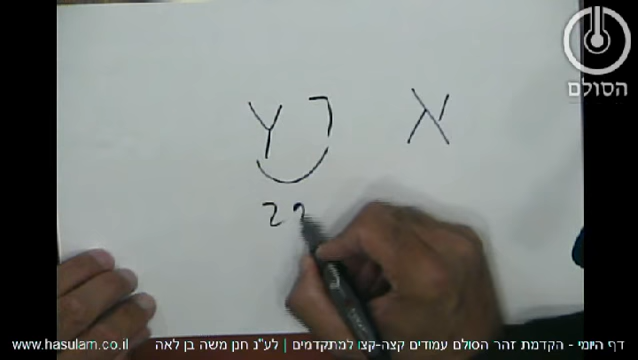 הסולם
א ך ץ
22
דף היומי - הקדמת זהר הסולם עמודים קצה-קצו למתקדמים | לע"נ חנן משה בן לאה
www.hasulam.co.il